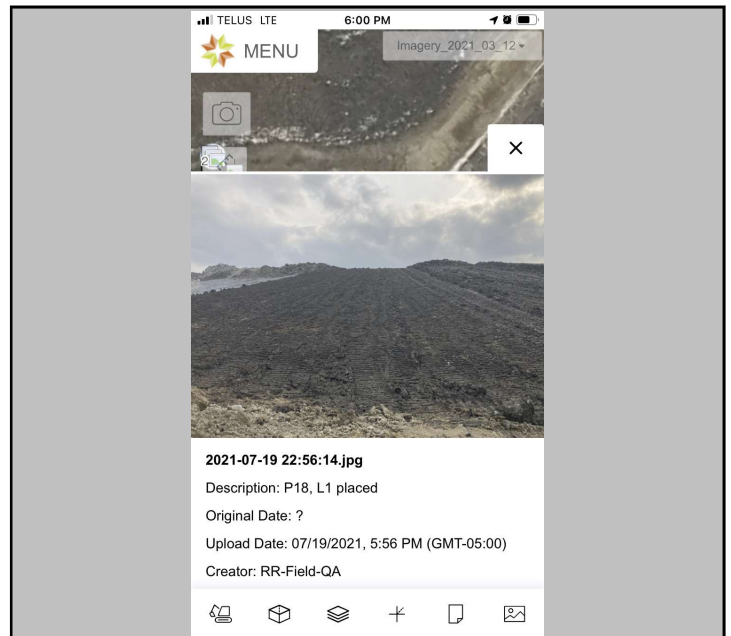 TELUS LTE 6:00 PM
MENU
Imagery_2021_03_12
2
2021-07-19 22:56:14.jpg
Description: P18, L1 placed
Original Date: ?
Upload Date: 07/19/2021, 5:56 PM (GMT-05:00)
Creator: RR-Field-QA